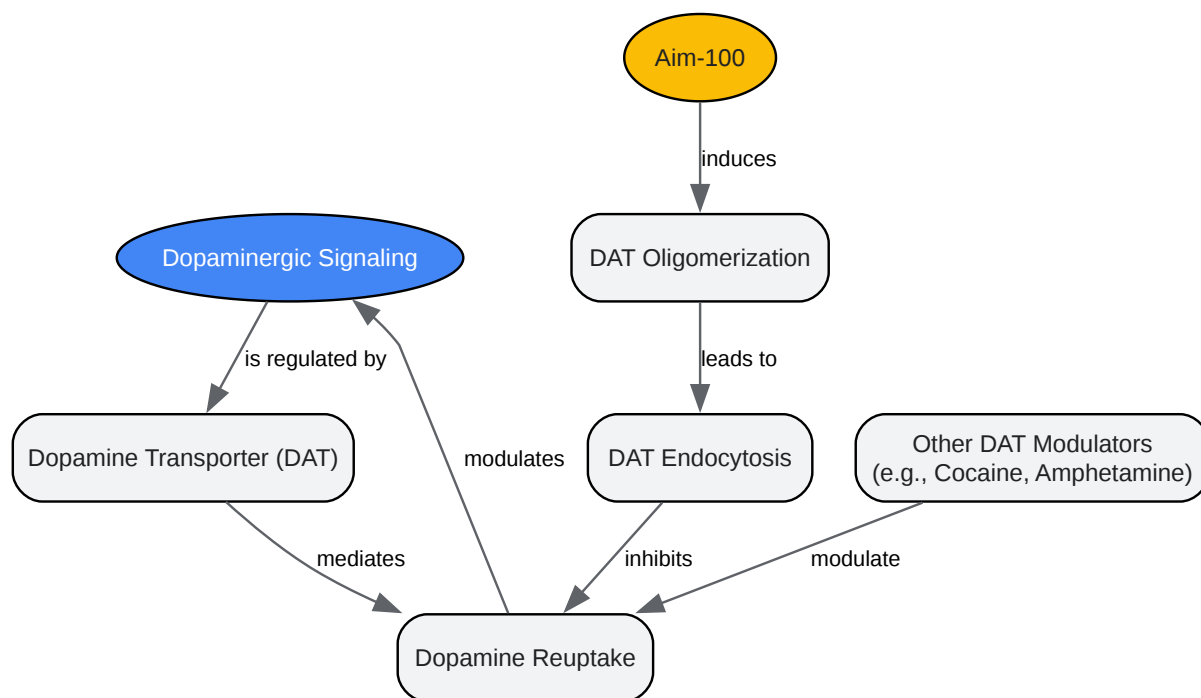 Aim-100
induces
Dopaminergic Signaling
DAT Oligomerization
is regulated by
leads to
Dopamine Transporter (DAT)
modulates
DAT Endocytosis
Other DAT Modulators
(e.g., Cocaine, Amphetamine)
mediates
inhibits
modulate
Dopamine Reuptake